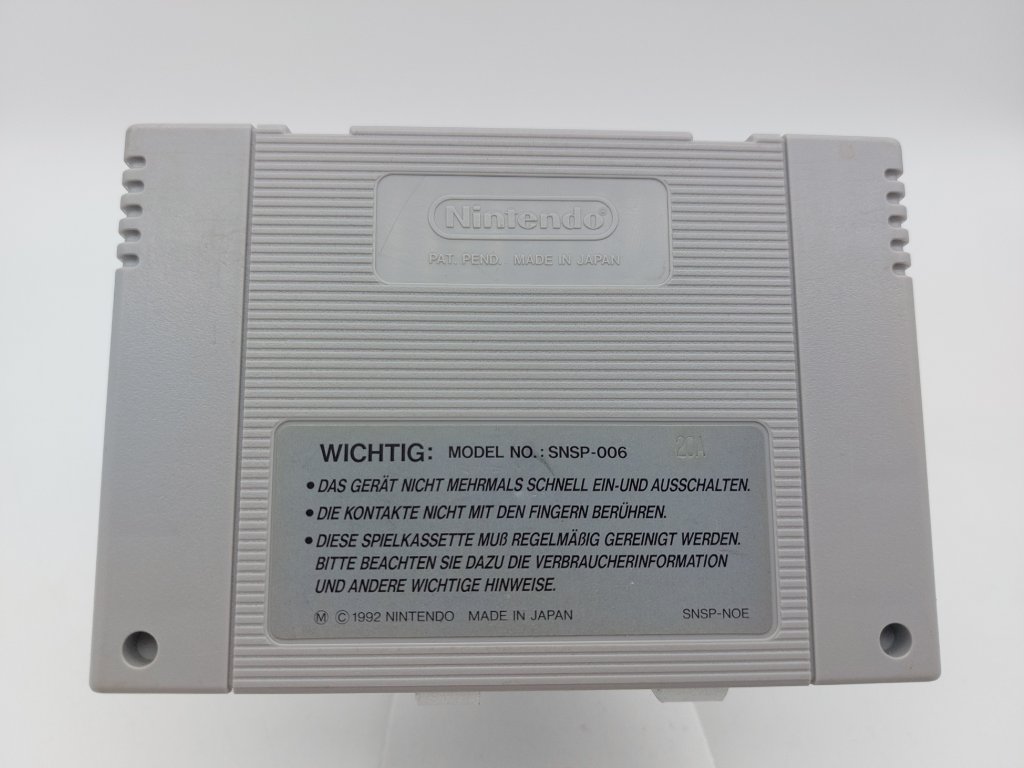 Nintendo®
PAT. PEND. MADE IN JAPAN
WICHTIG: MODEL NO.: SNSP-006 20A
• DAS GERÄT NICHT MEHRMALS SCHNELL EIN-UND AUSSCHALTEN.
• DIE KONTAKTE NICHT MIT DEN FINGERN BERÜHREN.
• DIESE SPIELKASSETTE MUß REGELMÄßIG GEREINIGT WERDEN.
BITTE BEACHTEN SIE DAZU DIE VERBRAUCHERINFORMATION
UND ANDERE WICHTIGE HINWEISE.
Ⓜ © 1992 NINTENDO MADE IN JAPAN SNSP-NOE